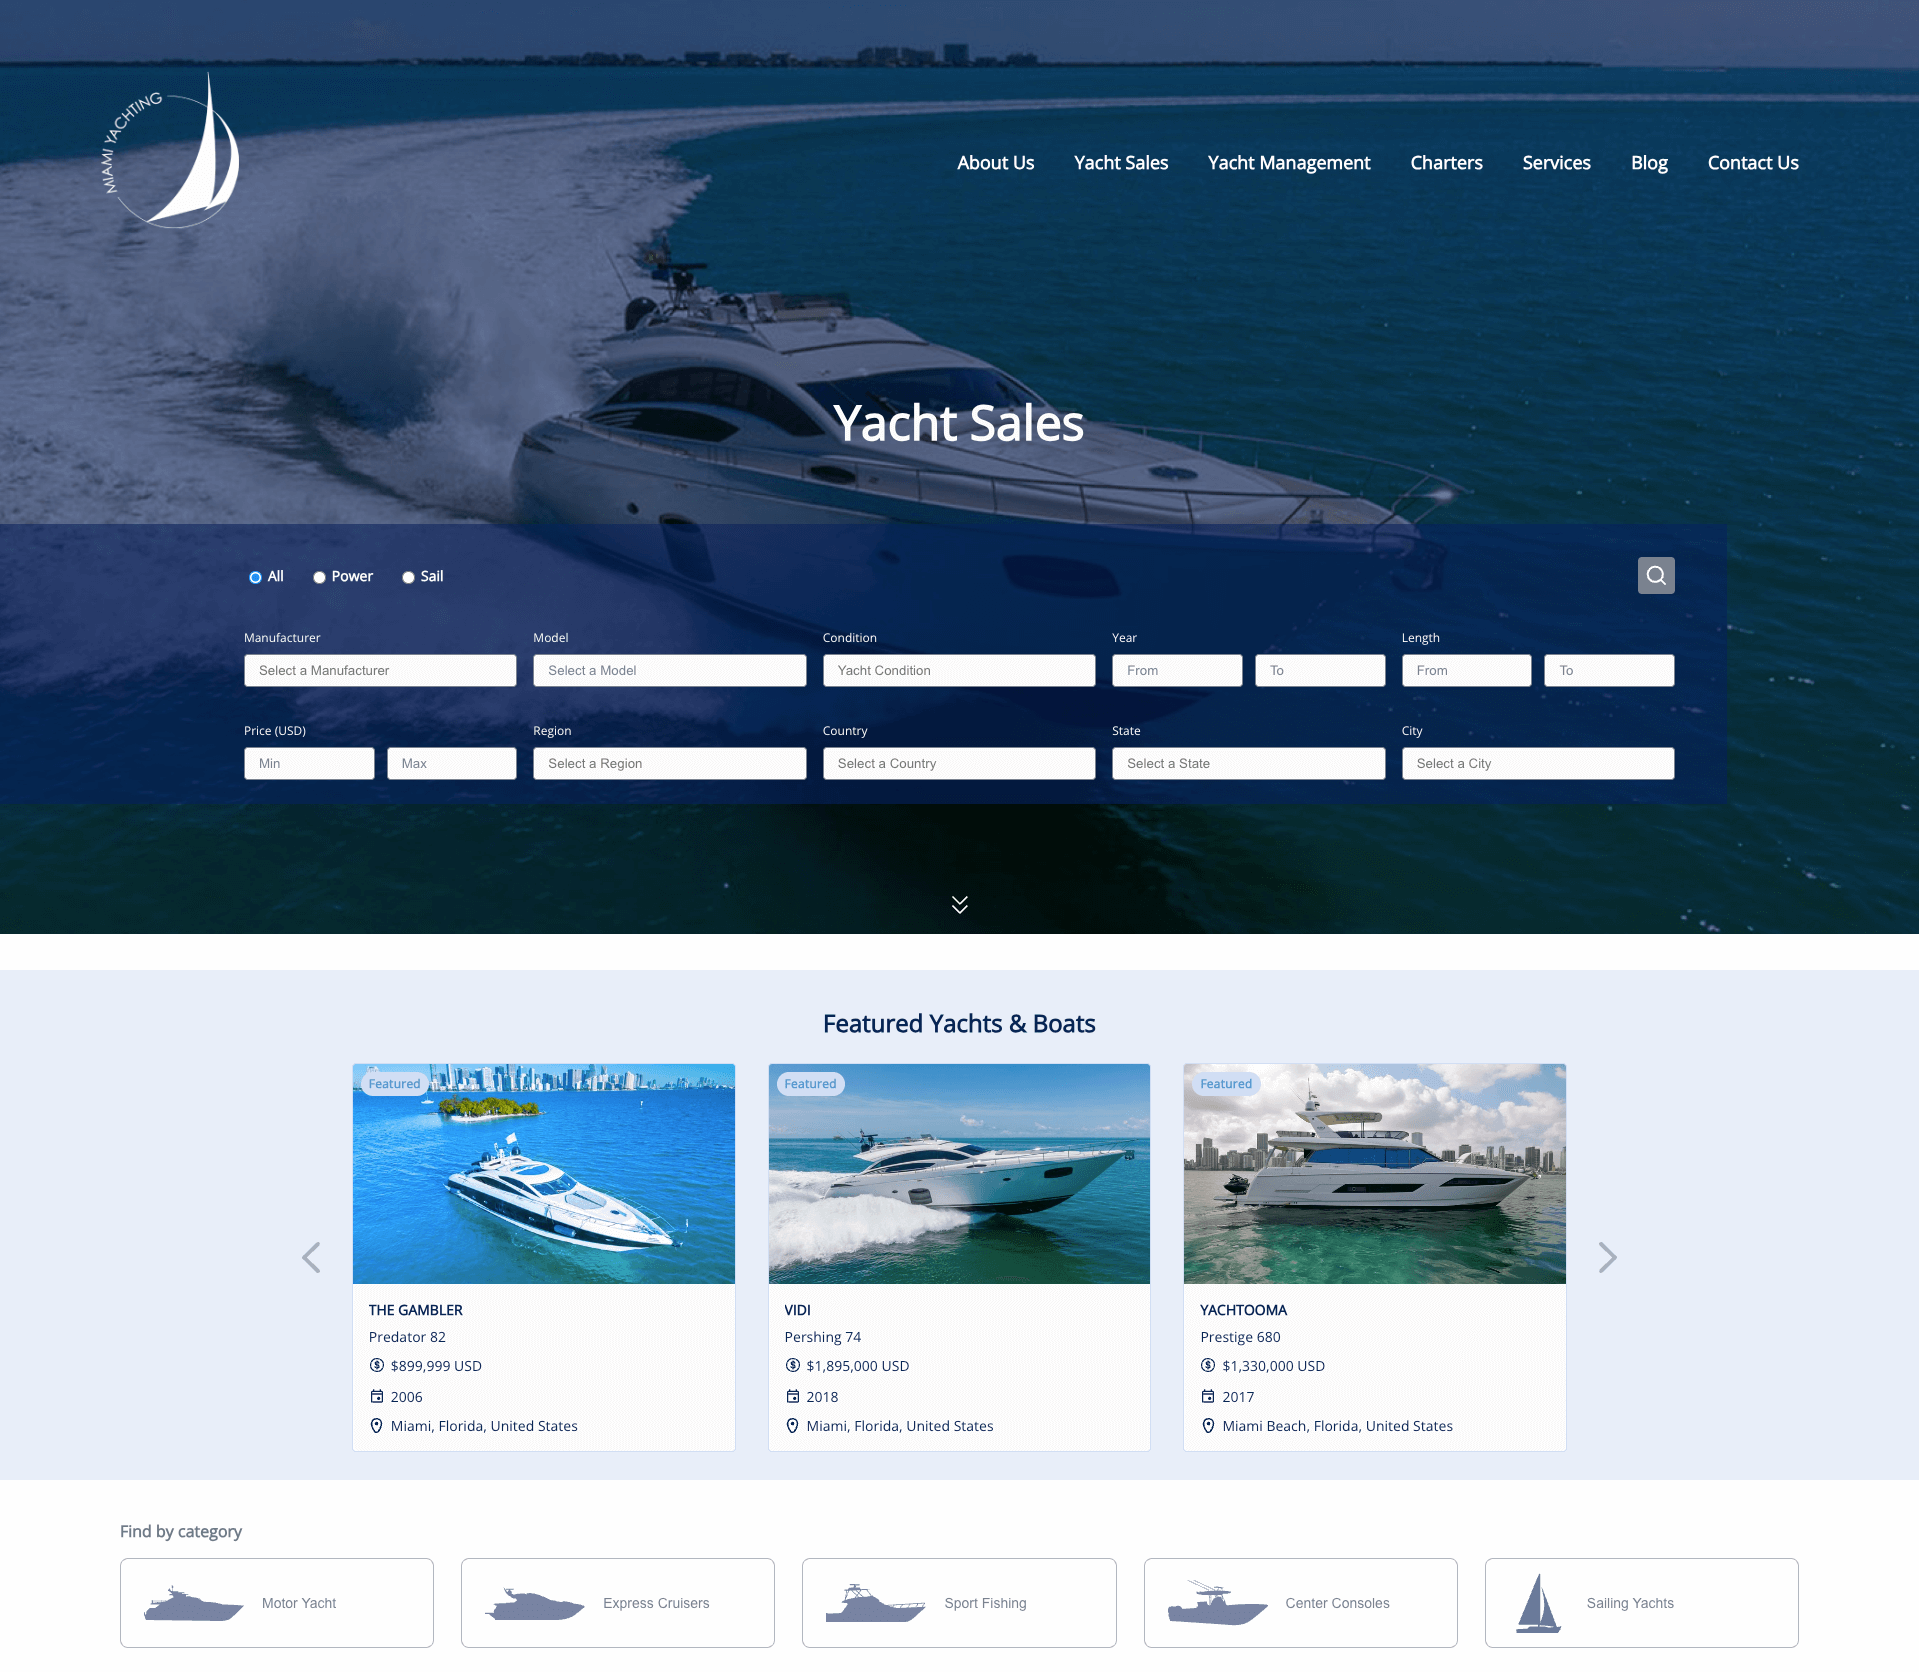 MIAMI YACHTING
About Us Yacht Sales Yacht Management Charters Services Blog Contact Us
Yacht Sales
All Power Sail
Manufacturer Model Condition Year Length
Select a Manufacturer Select a Model Yacht Condition From To From To
Price (USD) Region Country State City
Min Max Select a Region Select a Country Select a State Select a City
Featured Yachts & Boats
Featured Featured Featured
THE GAMBLER VIDI YACHTOOMA
Predator 82 Pershing 74 Prestige 680
$899,999 USD $1,895,000 USD $1,330,000 USD
2006 2018 2017
Miami, Florida, United States Miami, Florida, United States Miami Beach, Florida, United States
Find by category
Motor Yacht Express Cruisers Sport Fishing Center Consoles Sailing Yachts